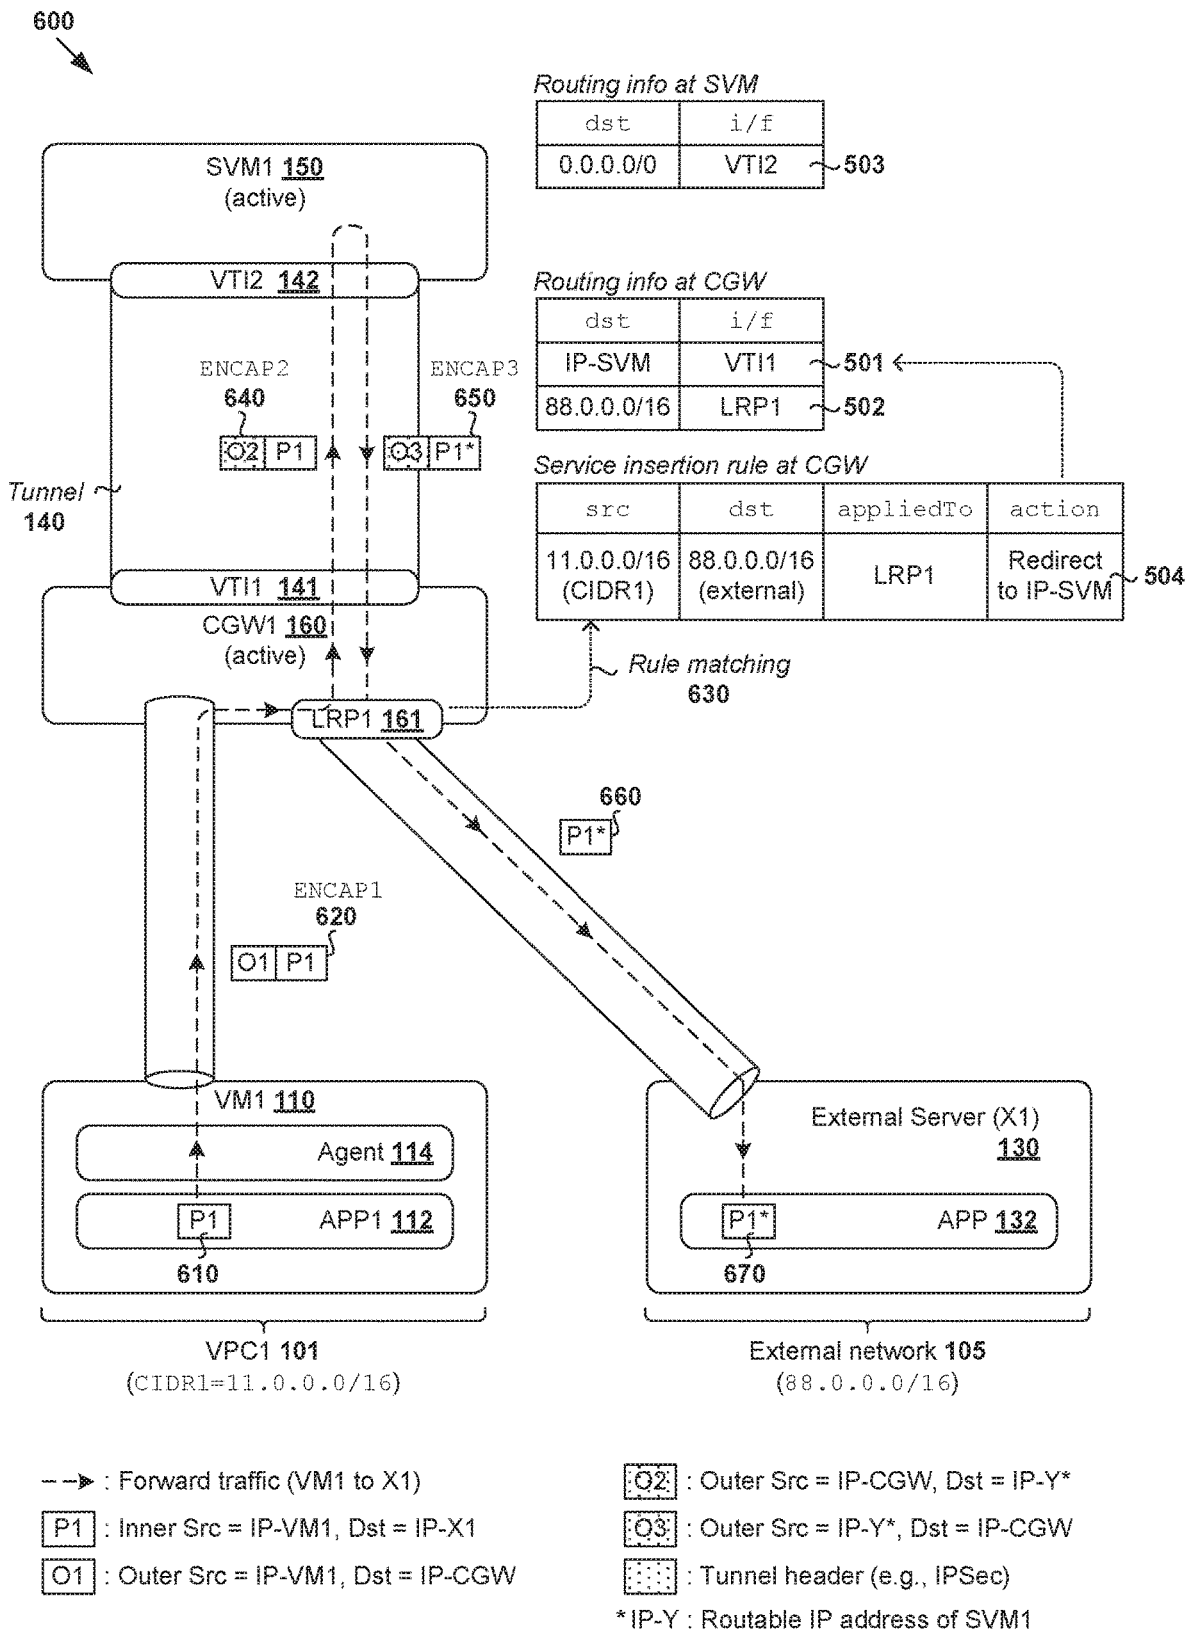 600
Routing info at SVM
dst i/f
0.0.0.0/0 VTI2 503
SVM1 150
(active)
VTI2 142
Routing info at CGW
dst i/f
IP-SVM VTI1 501
88.0.0.0/16 LRP1 502
ENCAP2
640
O2 P1
ENCAP3
650
O3 P1*
Tunnel
140
Service insertion rule at CGW
src dst appliedTo action
11.0.0.0/16 88.0.0.0/16 LRP1 Redirect
(CIDR1) (external) to IP-SVM 504
VTI1 141
CGW1 160
(active)
Rule matching
630
LRP1 161
660
P1*
ENCAP1
620
O1 P1
VM1 110
Agent 114
P1 APP1 112
610
External Server (X1)
130
P1* APP 132
670
VPC1 101
(CIDR1=11.0.0.0/16)
External network 105
(88.0.0.0/16)
: Forward traffic (VM1 to X1)
P1 : Inner Src = IP-VM1, Dst = IP-X1
O1 : Outer Src = IP-VM1, Dst = IP-CGW
O2 : Outer Src = IP-CGW, Dst = IP-Y*
O3 : Outer Src = IP-Y*, Dst = IP-CGW
: Tunnel header (e.g., IPSec)
* IP-Y : Routable IP address of SVM1